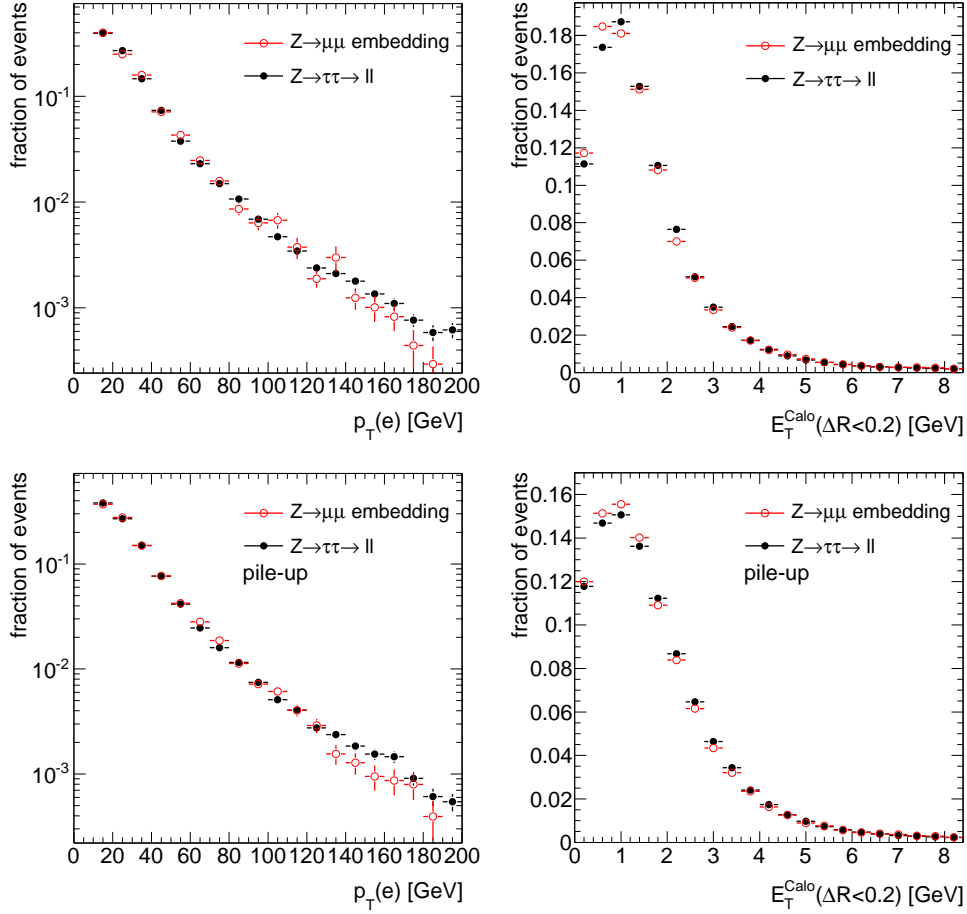 fraction of events
10⁻¹
10⁻²
10⁻³
Z→μμ embedding
Z→ττ→ ll
0 20 40 60 80 100 120 140 160 180 200
p_T(e) [GeV]
fraction of events
0.18
0.16
0.14
0.12
0.1
0.08
0.06
0.04
0.02
0
Z→μμ embedding
Z→ττ→ ll
0 1 2 3 4 5 6 7 8
E_T^Calo(ΔR<0.2) [GeV]
fraction of events
10⁻¹
10⁻²
10⁻³
Z→μμ embedding
Z→ττ→ ll
pile-up
0 20 40 60 80 100 120 140 160 180 200
p_T(e) [GeV]
fraction of events
0.16
0.14
0.12
0.1
0.08
0.06
0.04
0.02
0
Z→μμ embedding
Z→ττ→ ll
pile-up
0 1 2 3 4 5 6 7 8
E_T^Calo(ΔR<0.2) [GeV]